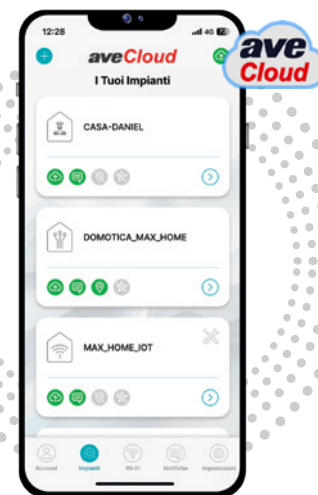 12:28
4G
aveCloud
ave
Cloud
I Tuoi Impianti
CASA-DANIEL
DOMOTICA_MAX_HOME
MAX_HOME_IOT
Account Impianti Wi-Fi Notifiche Impostazioni